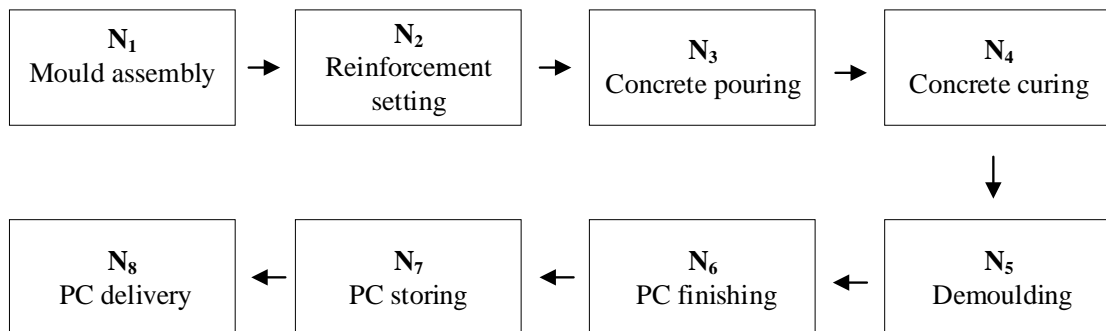 N₁
Mould assembly
N₂
Reinforcement
setting
N₃
Concrete pouring
N₄
Concrete curing
N₅
Demoulding
N₆
PC finishing
N₇
PC storing
N₈
PC delivery